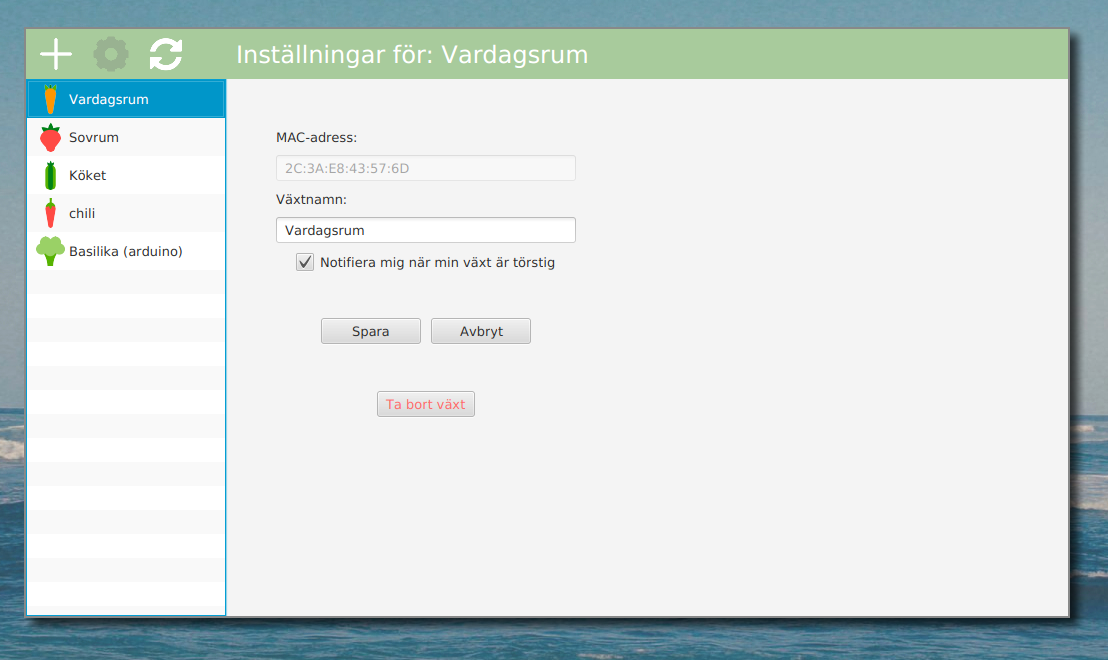 Inställningar för: Vardagsrum
Vardagsrum
Sovrum
Köket
chili
Basilika (arduino)
MAC-adress:
2C:3A:E8:43:57:6D
Växtnamn:
Vardagsrum
Notifiera mig när min växt är törstig
Spara
Avbryt
Ta bort växt